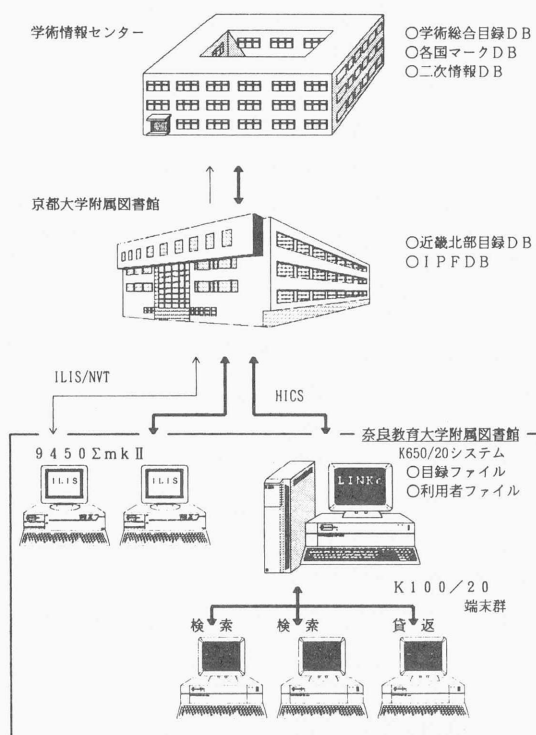 学術情報センター
○学術総合目録DB
○各国マークDB
○二次情報DB
京都大学附属図書館
○近畿北部目録DB
○IPFDB
ILIS/NVT
HICS
奈良教育大学附属図書館
9450ΣmkⅡ
K650/20システム
○目録ファイル
○利用者ファイル
ILIS
ILIS
LINKc
K100/20
端末群
検索
検索
貸返